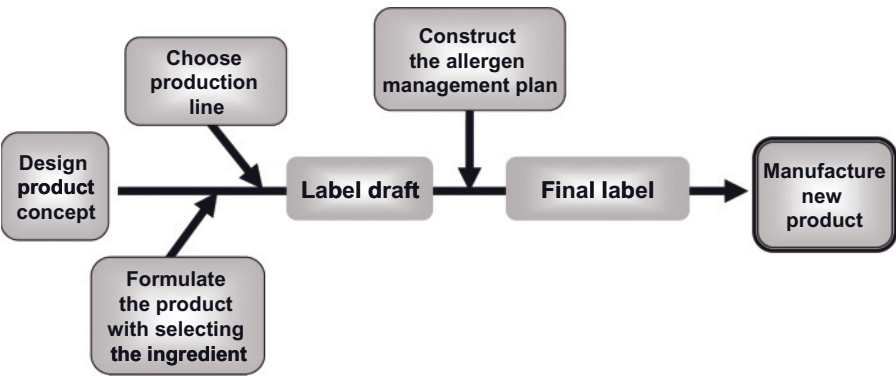 Design
product
concept
Choose
production
line
Formulate
the product
with selecting
the ingredient
Label draft
Construct
the allergen
management plan
Final label
Manufacture
new
product